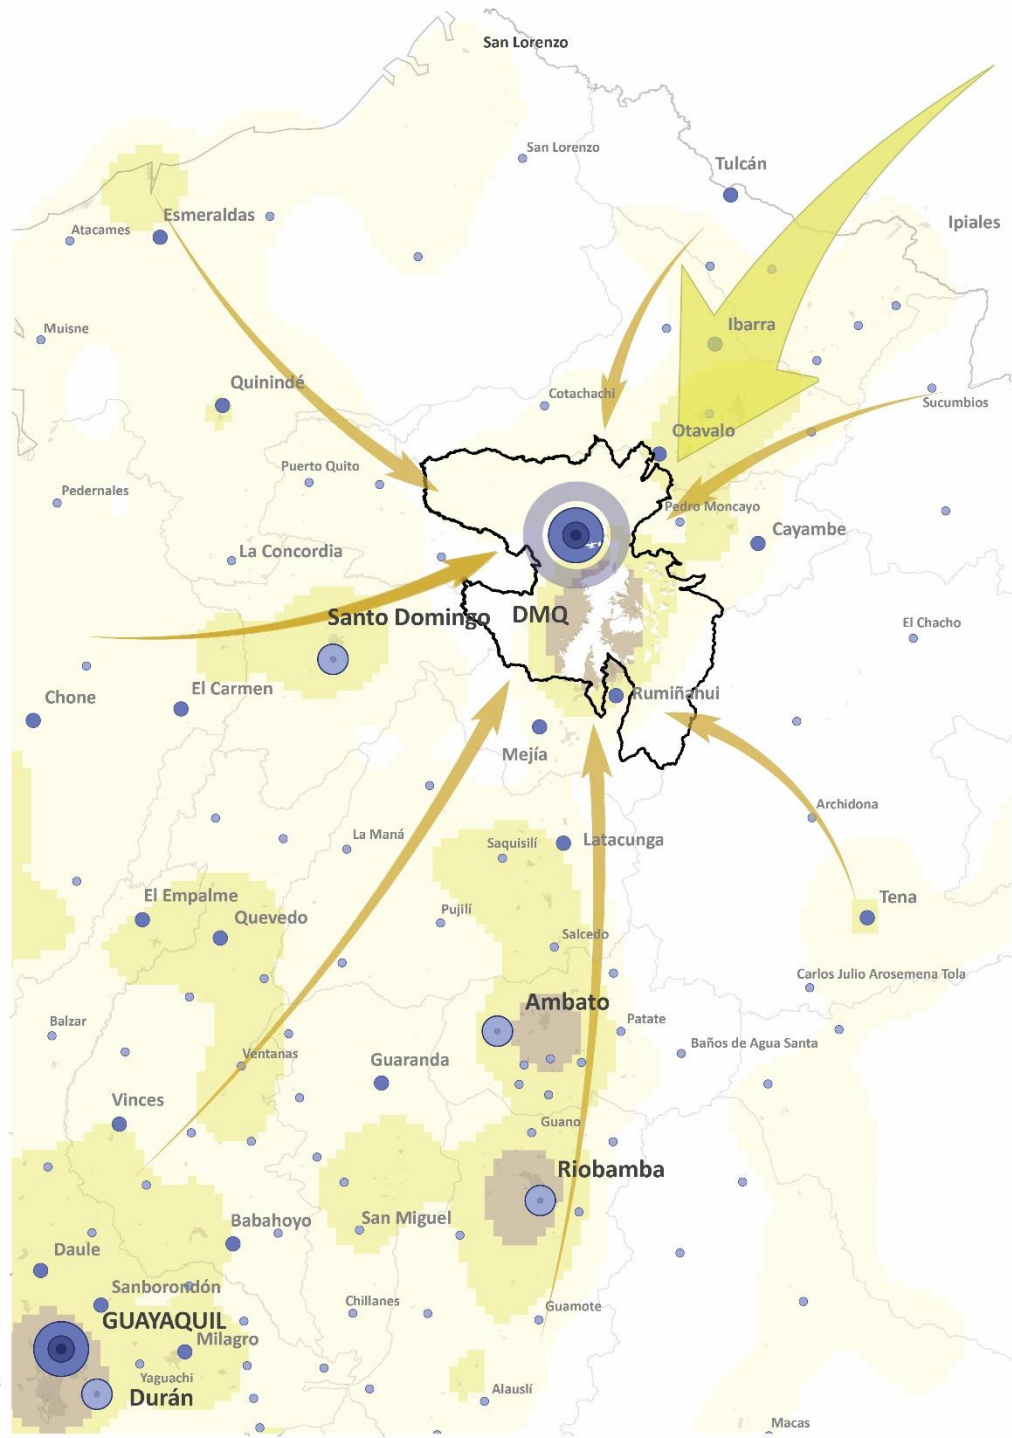 San Lorenzo
San Lorenzo
Tulcán
Esmeraldas
Ipiales
Atacames
Ibarra
Muisne
Quinindé
Cotachachi
Sucumbios
Otavalo
Puerto Quito
Pedernales
Pedro Moncayo
Cayambe
La Concordia
Santo Domingo
DMQ
El Chacho
El Carmen
Rumiñahui
Chone
Mejía
Archidona
La Maná
Saquisilí
Latacunga
El Empalme
Tena
Quevedo
Pujilí
Salcedo
Carlos Julio Arosemena Tola
Ambato
Balzar
Patate
Baños de Agua Santa
Ventanas
Guaranda
Vinces
Guano
Riobamba
Babahoyo
San Miguel
Daule
Sanborondón
Chillanes
Guamote
GUAYAQUIL
Milagro
Yaguachi
Durán
Alauslí
Macas